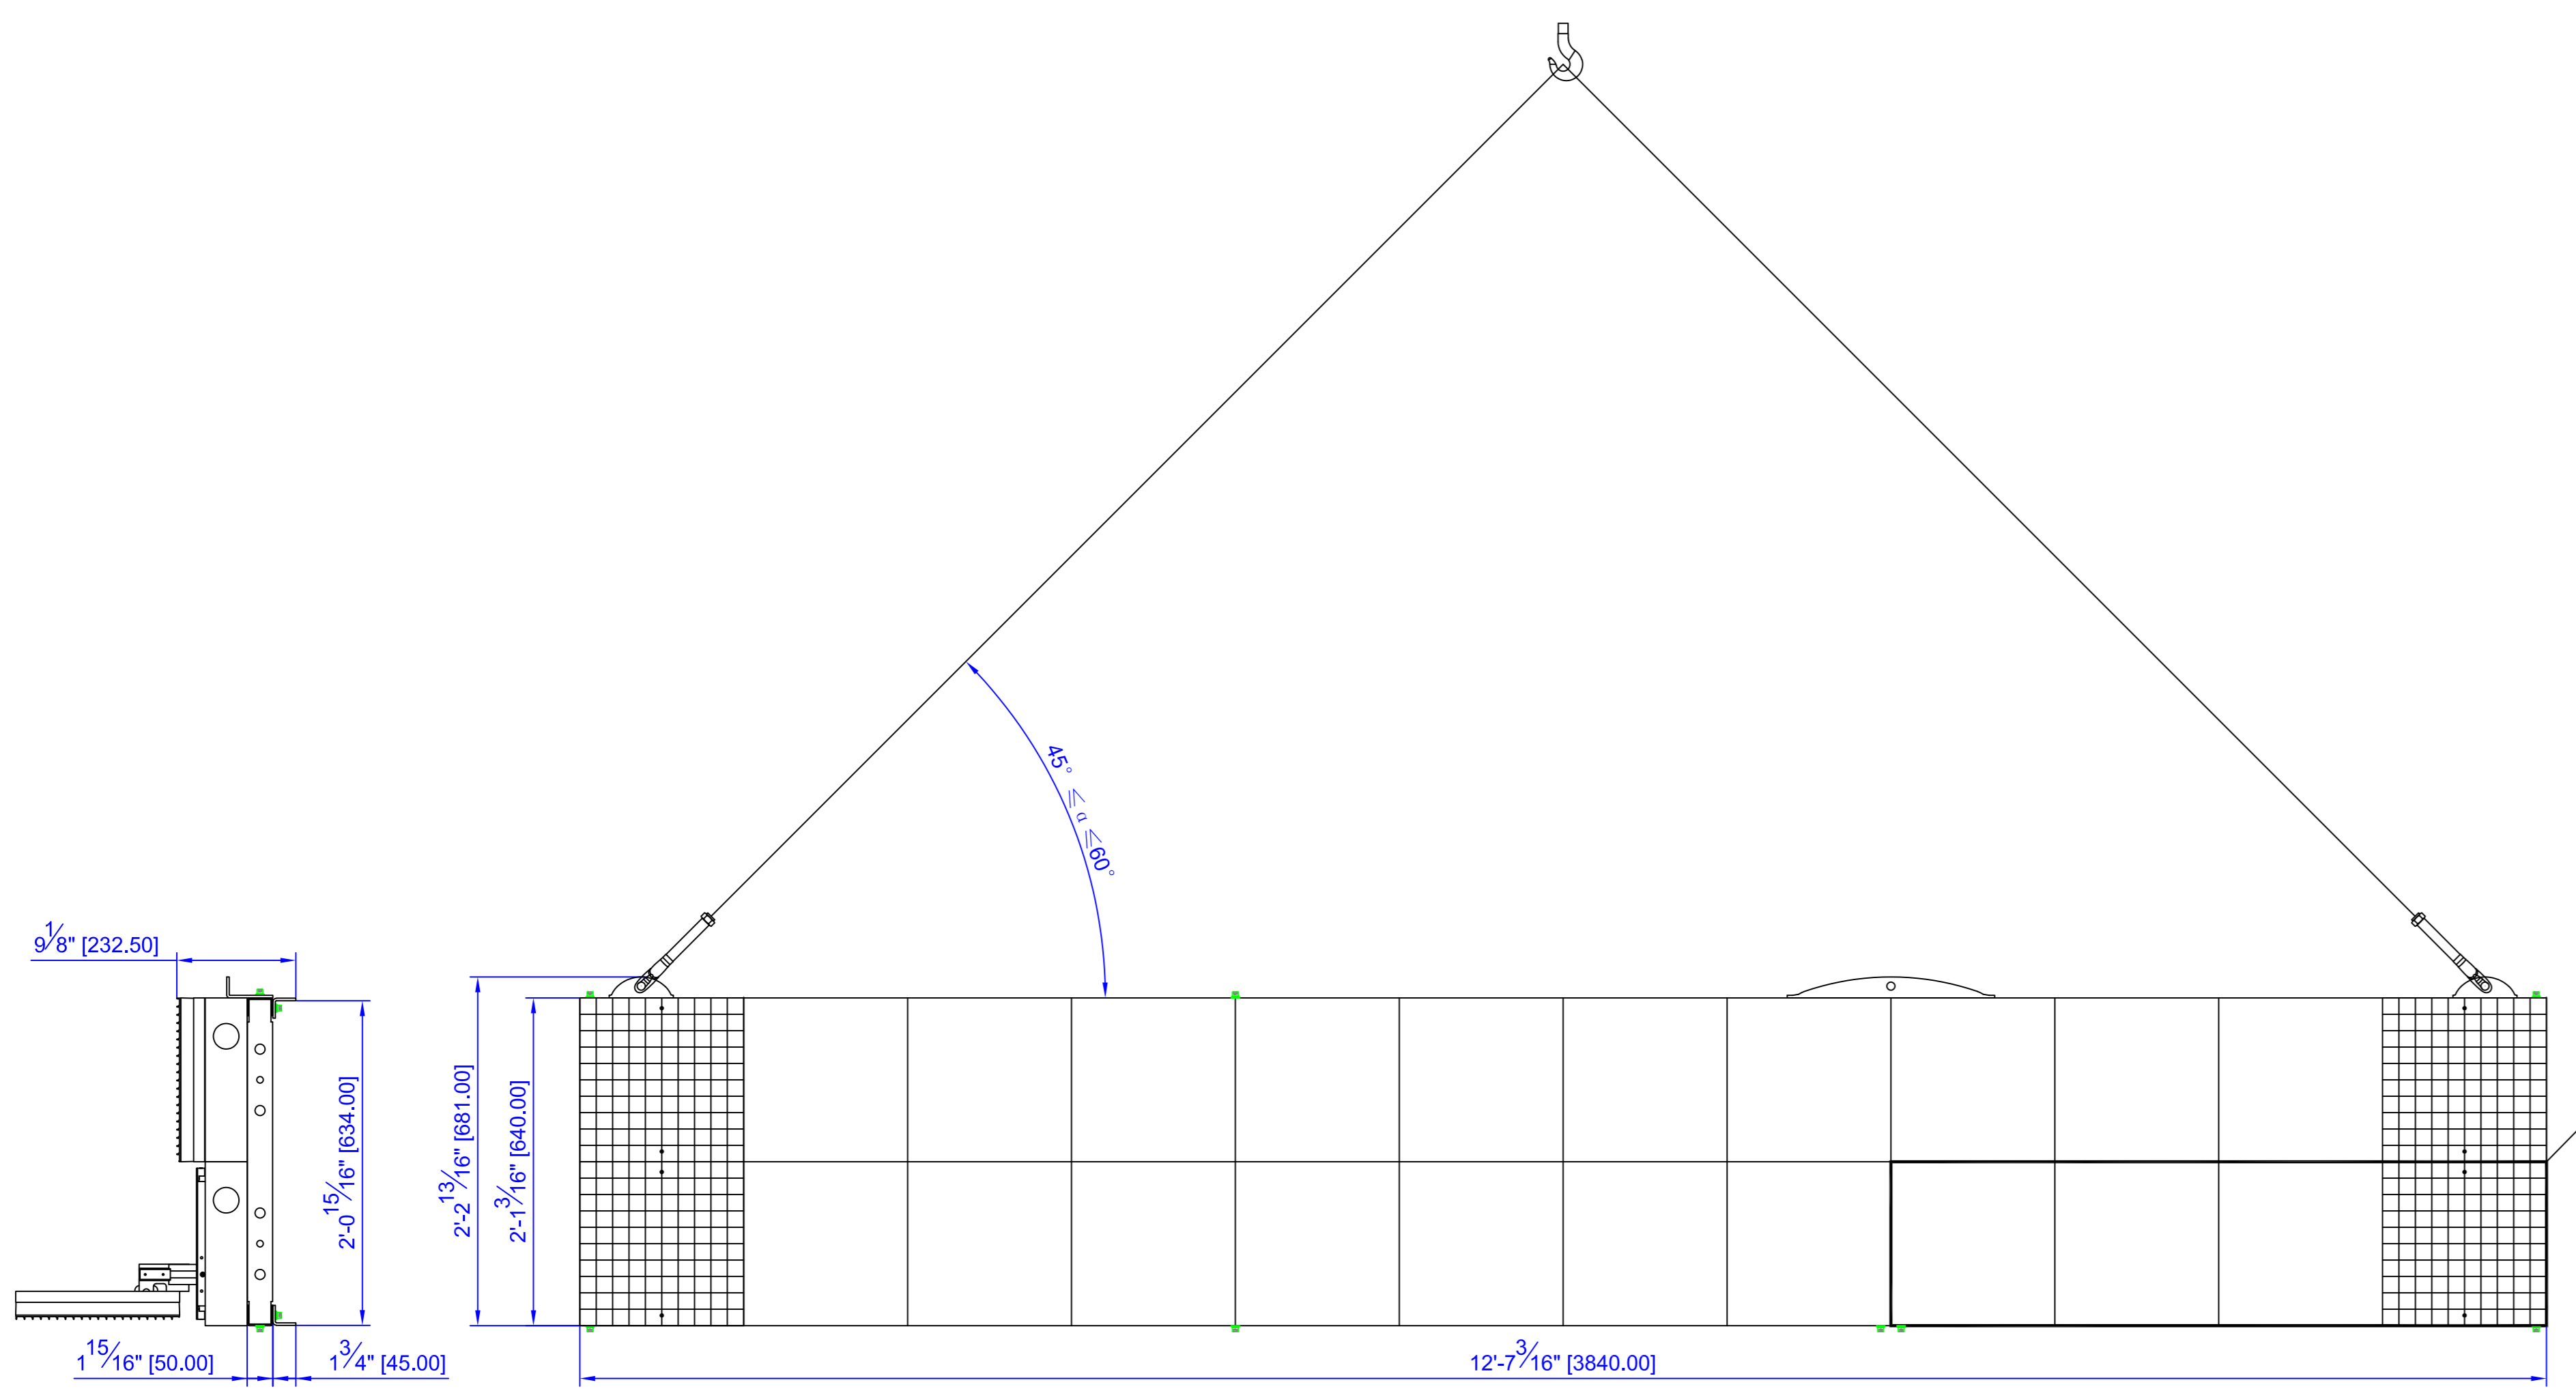 45° ≤ α ≤60°
9 1/8" [232.50]
2'-0 15/16" [634.00]
2'-2 13/16" [681.00]
2'-1 3/16" [640.00]
1 15/16" [50.00]
1 3/4" [45.00]
12'-7 3/16" [3840.00]